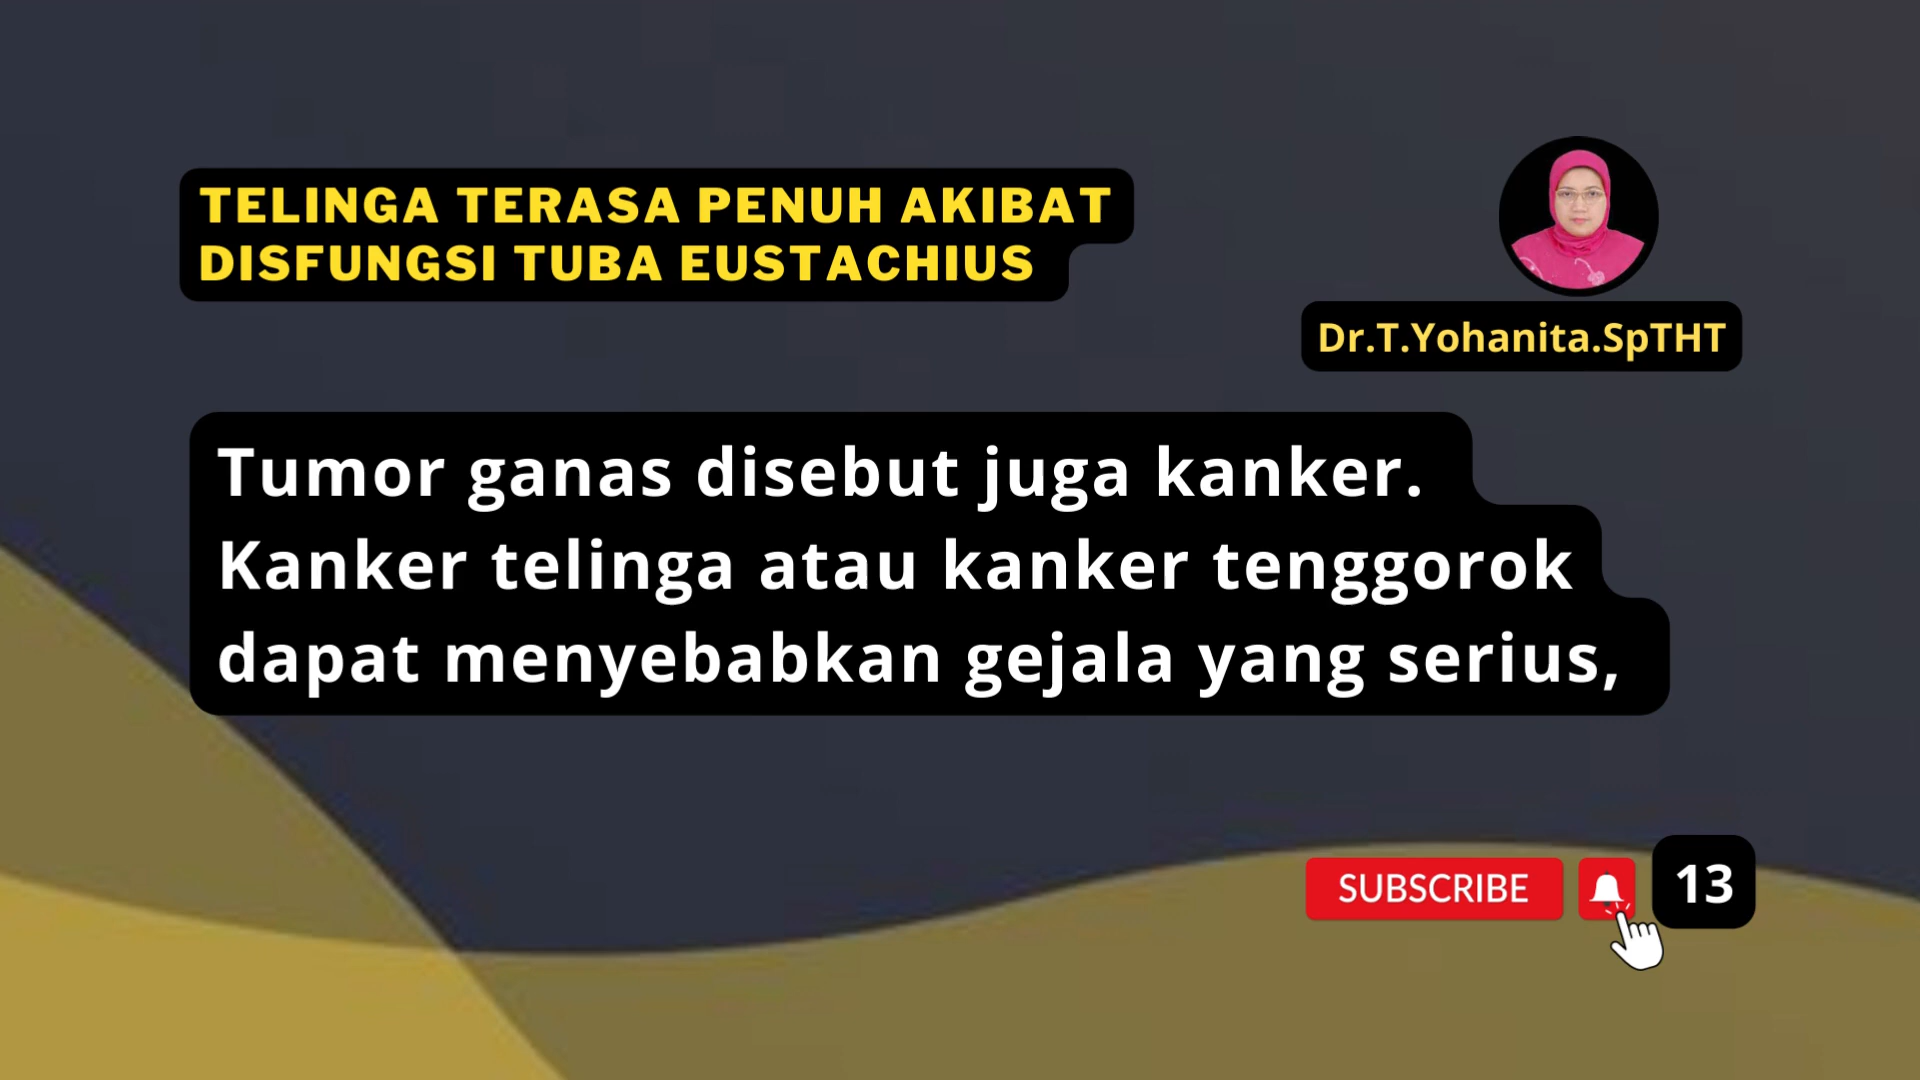 TELINGA TERASA PENUH AKIBAT
DISFUNGSI TUBA EUSTACHIUS
Dr.T.Yohanita.SpTHT
Tumor ganas disebut juga kanker.
Kanker telinga atau kanker tenggorok
dapat menyebabkan gejala yang serius,
SUBSCRIBE
13